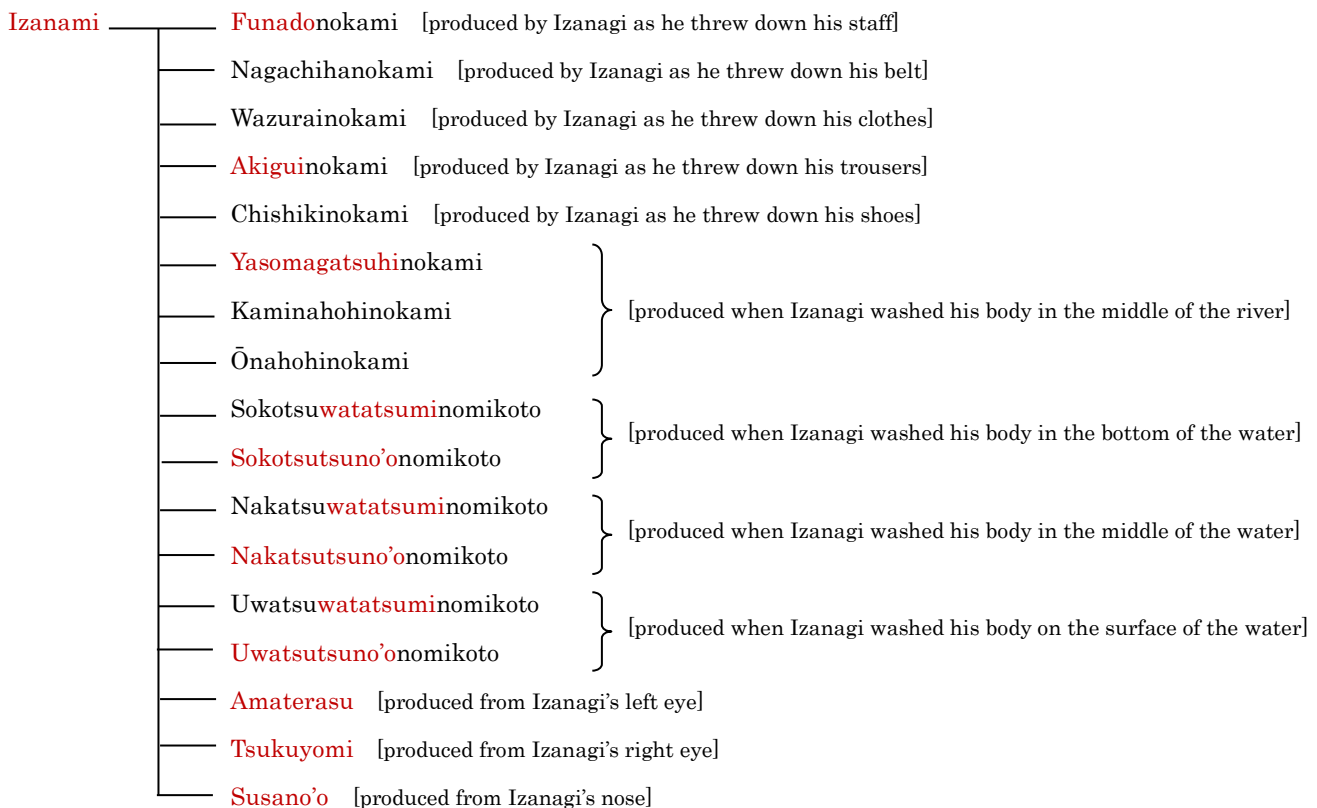 Izanami Funadonokami [produced by Izanagi as he threw down his staff]
Nagachihanokami [produced by Izanagi as he threw down his belt]
Wazurainokami [produced by Izanagi as he threw down his clothes]
Akiguinokami [produced by Izanagi as he threw down his trousers]
Chishikinokami [produced by Izanagi as he threw down his shoes]
Yasomagatsuhinokami
Kaminahohinokami [produced when Izanagi washed his body in the middle of the river]
Ōnahohinokami
Sokotsuwatatsuminomikoto
[produced when Izanagi washed his body in the bottom of the water]
Sokotsutsuno’onomikoto
Nakatsuwatatsuminomikoto
[produced when Izanagi washed his body in the middle of the water]
Nakatsutsuno’onomikoto
Uwatsuwatatsuminomikoto
[produced when Izanagi washed his body on the surface of the water]
Uwatsutsuno’onomikoto
Amaterasu [produced from Izanagi’s left eye]
Tsukuyomi [produced from Izanagi’s right eye]
Susano’o [produced from Izanagi’s nose]